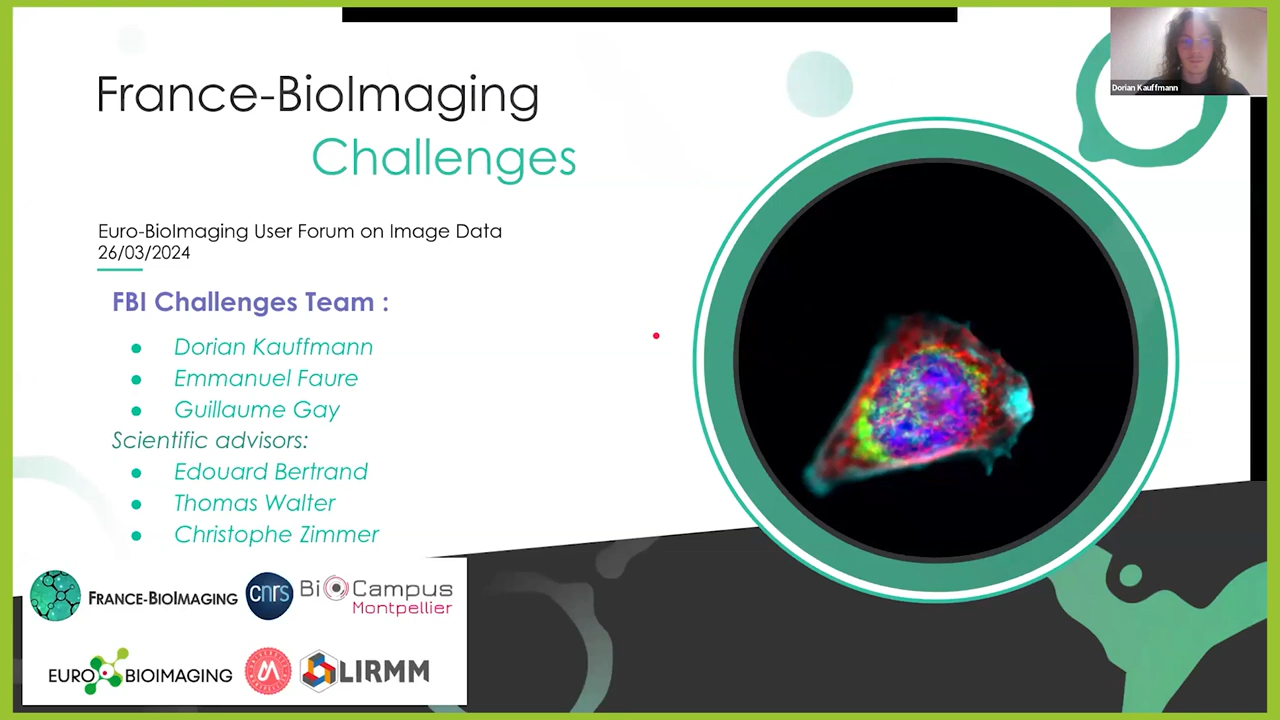 France-BioImaging
Challenges
Dorian Kauffmann
Euro-BioImaging User Forum on Image Data
26/03/2024
FBI Challenges Team :
● Dorian Kauffmann
● Emmanuel Faure
● Guillaume Gay
Scientific advisors:
● Edouard Bertrand
● Thomas Walter
● Christophe Zimmer
FRANCE-BIOIMAGING
cnrs
BioCampus
Montpellier
EURO BIOIMAGING
LIRMM